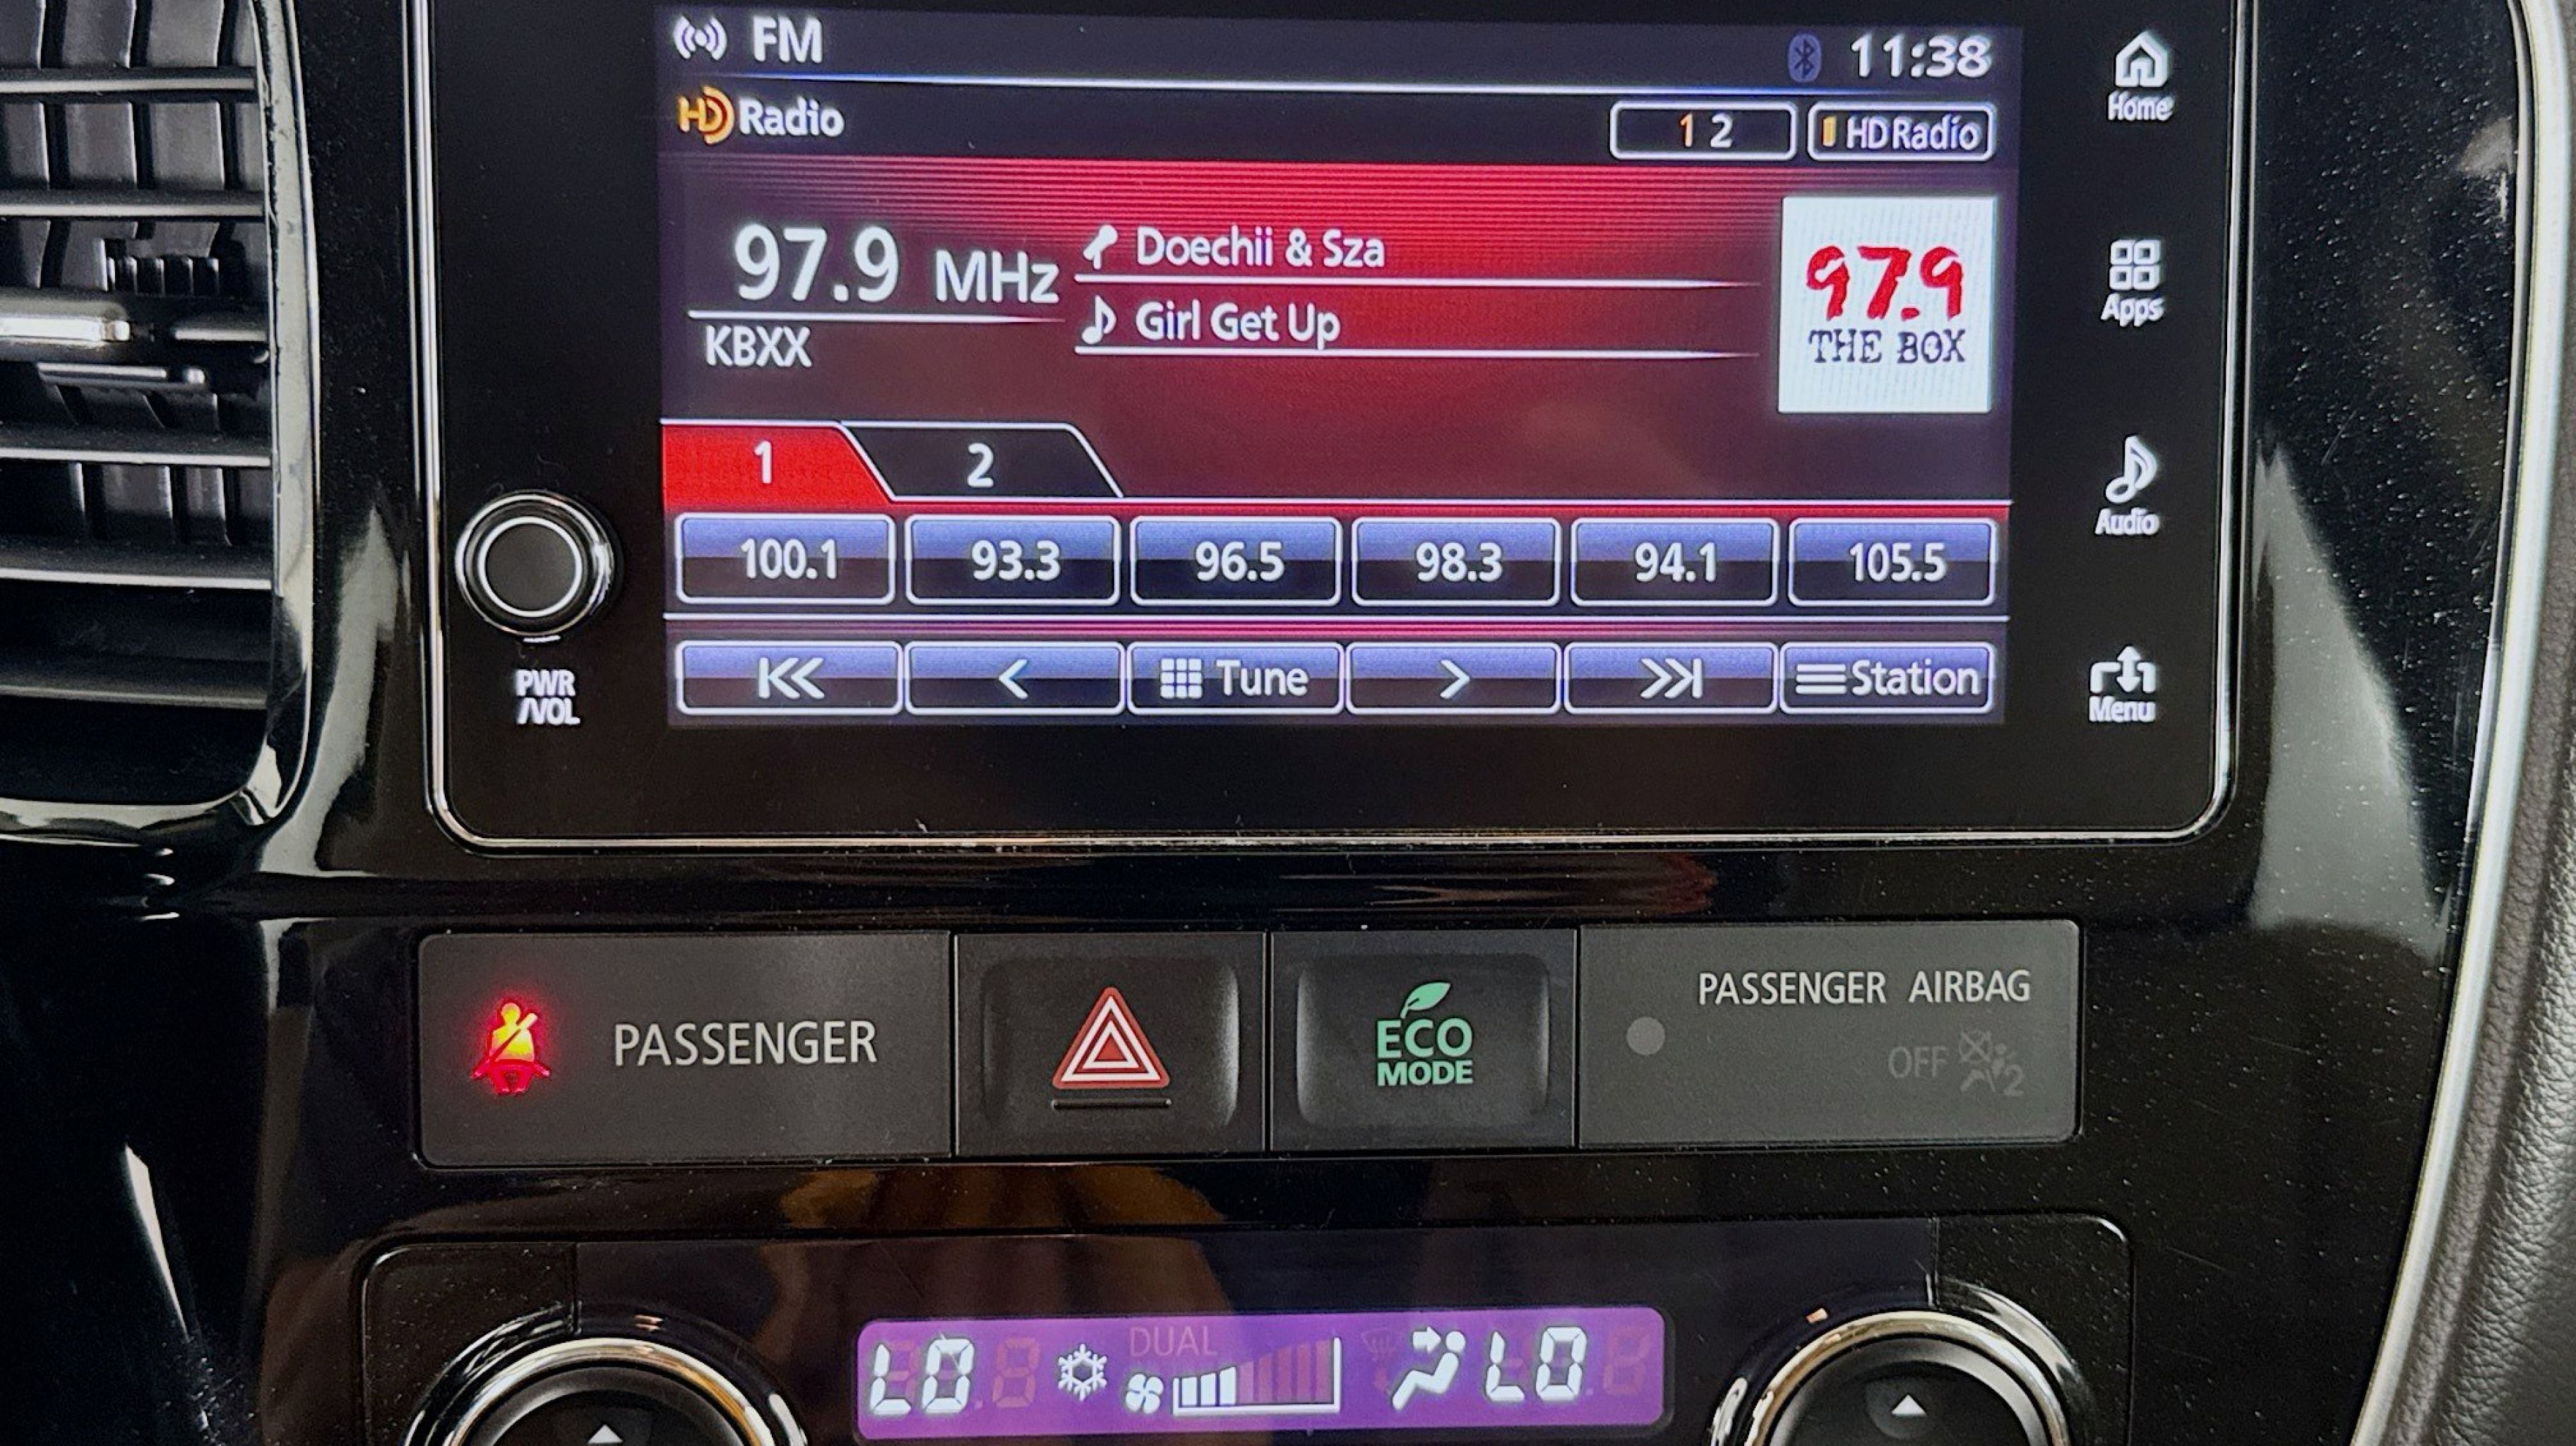 FM
11:38
Home
HD Radio
1 2
HD Radio
97.9 MHz
Doechii & Sza
Girl Get Up
KBXX
97.9
THE BOX
Apps
1
2
Audio
100.1
93.3
96.5
98.3
94.1
105.5
Tune
Station
Menu
PWR
/VOL
PASSENGER
ECO
MODE
PASSENGER AIRBAG
OFF
2
DUAL
LO
LO